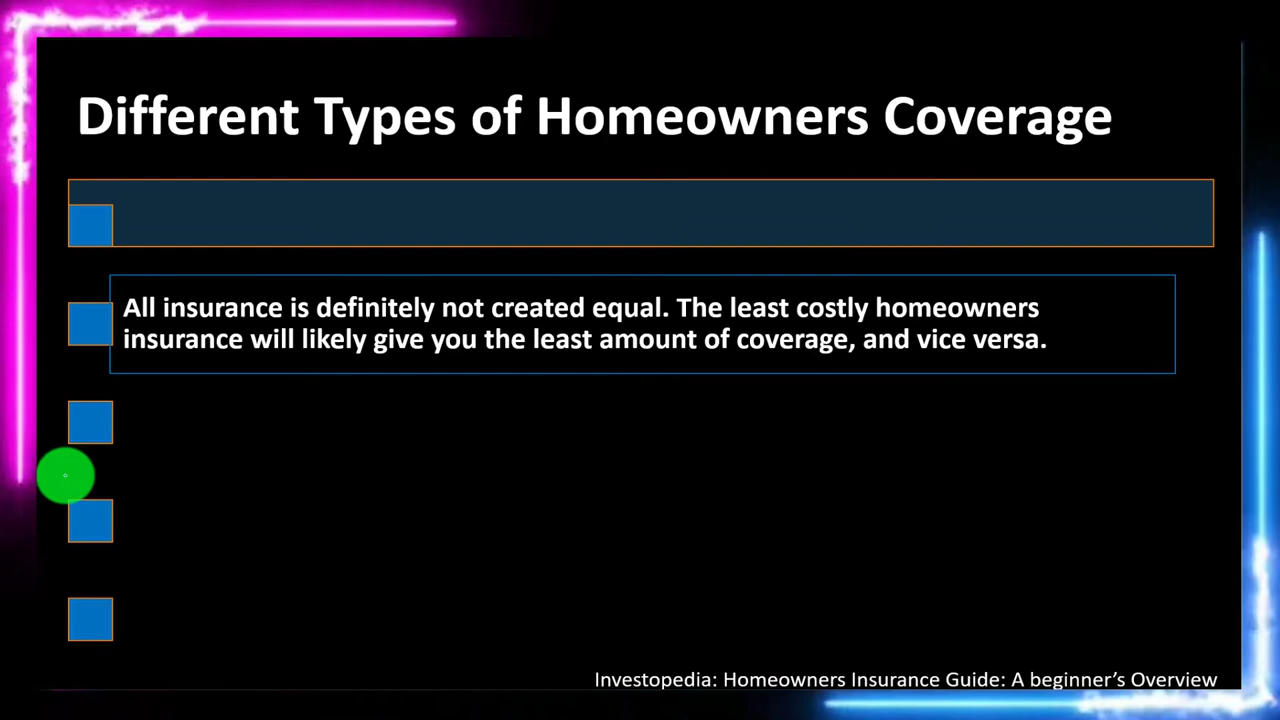 Different Types of Homeowners Coverage
All insurance is definitely not created equal. The least costly homeowners
insurance will likely give you the least amount of coverage, and vice versa.
Investopedia: Homeowners Insurance Guide: A beginner’s Overview